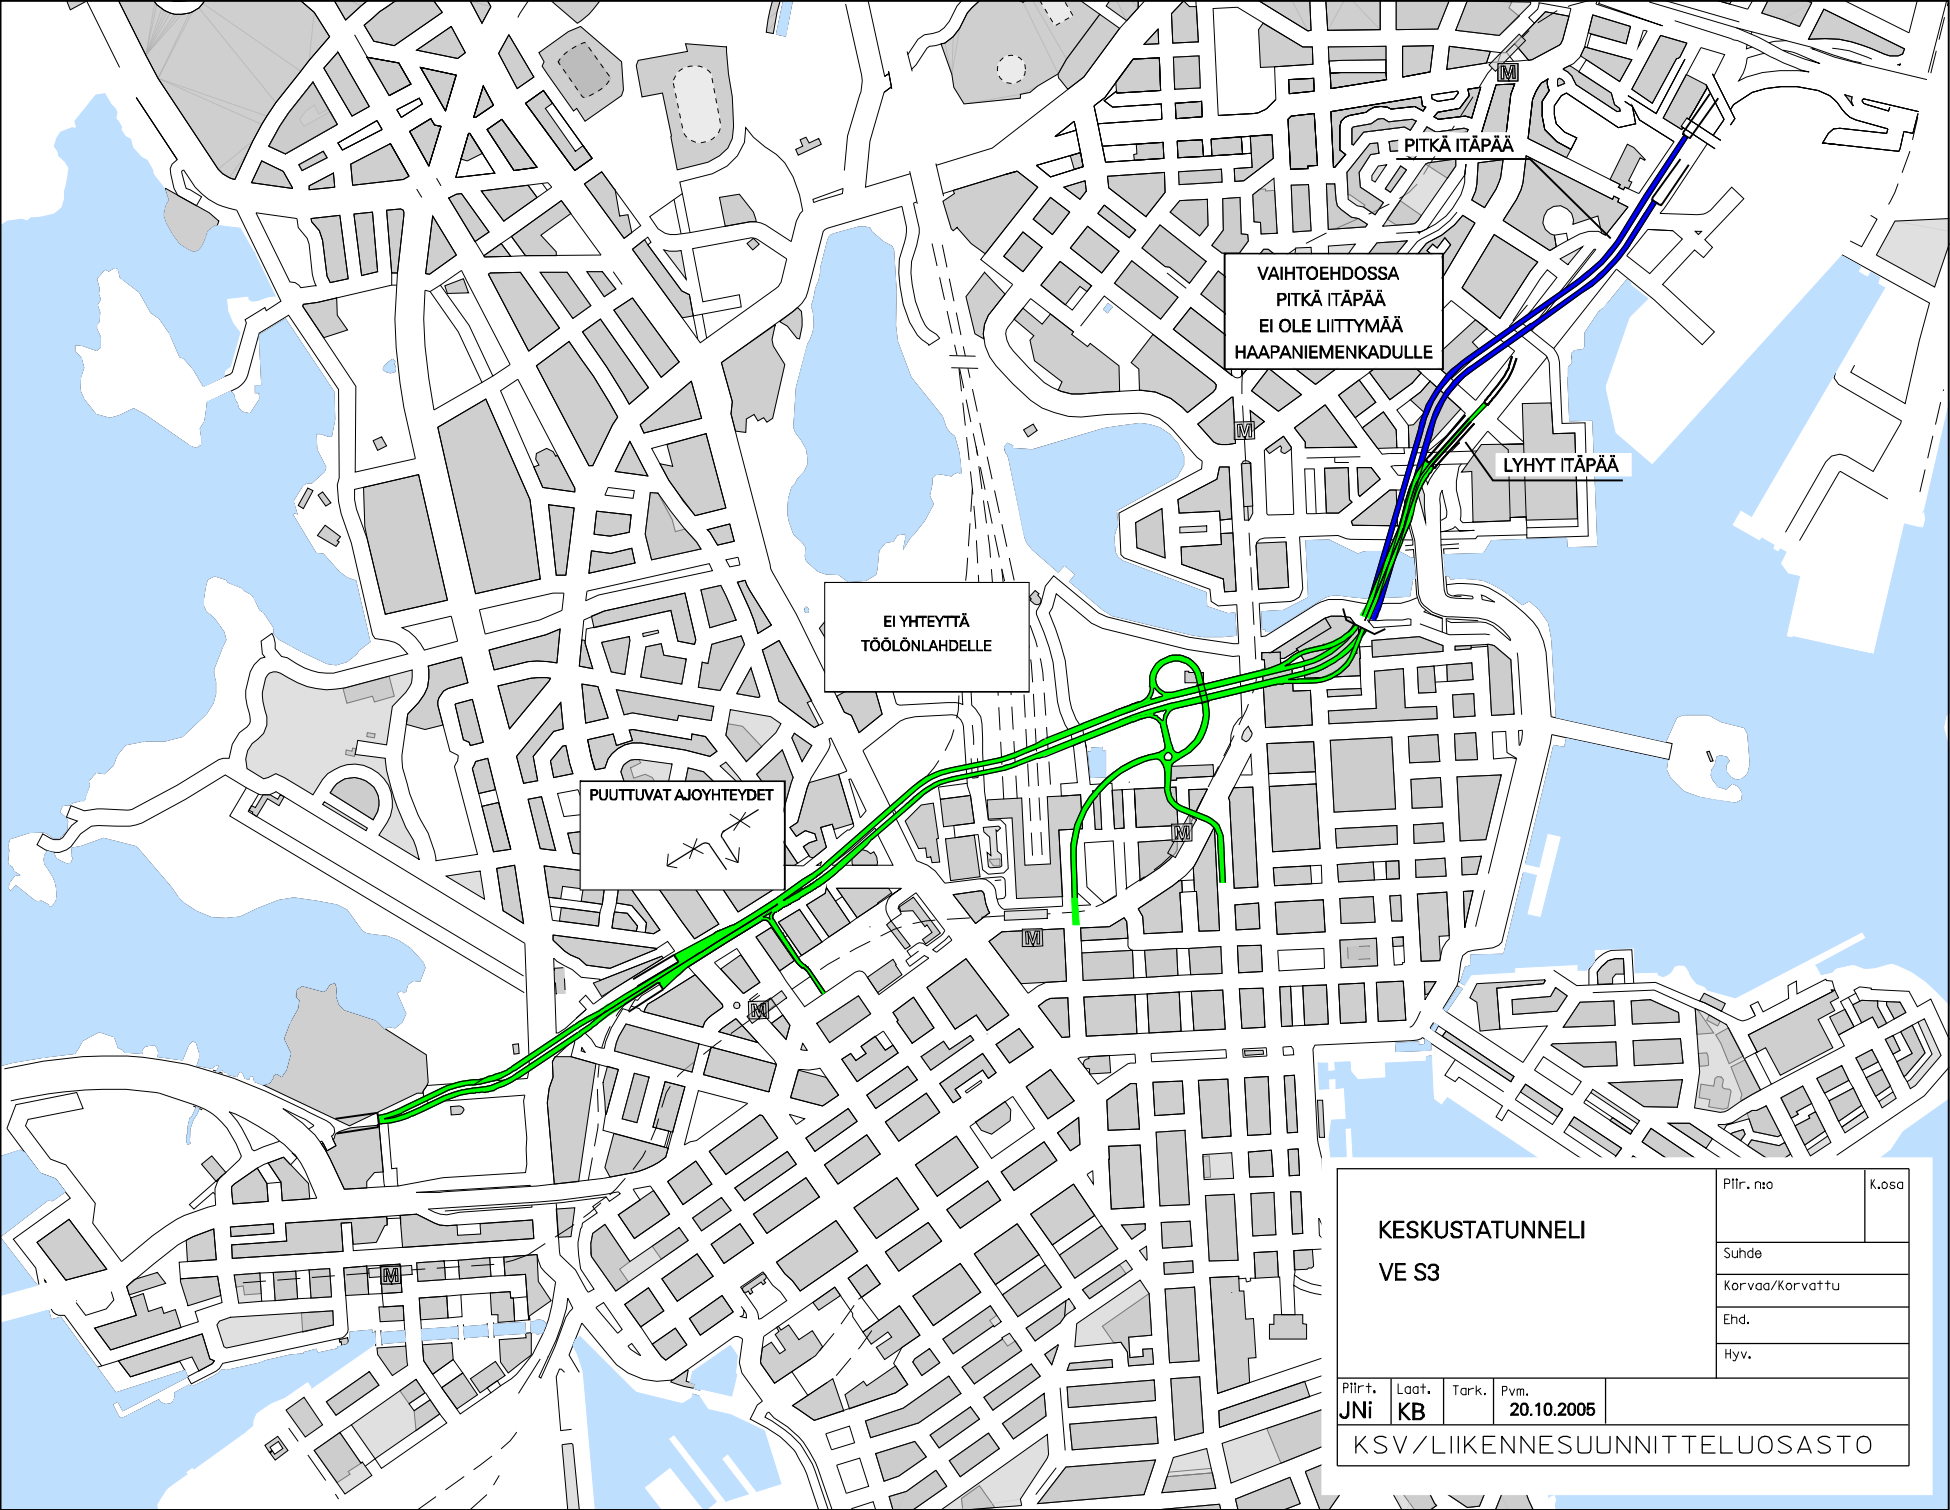 M
PITKÄ ITÄPÄÄ
VAIHTOEHDOSSA
PITKÄ ITÄPÄÄ
EI OLE LIITTYMÄÄ
HAAPANIEMENKADULLE
M
LYHYT ITÄPÄÄ
EI YHTEYTTÄ
TÖÖLÖNLAHDELLE
PUUTTUVAT AJOYHTEYDET
M
M
M
M
KESKUSTATUNNELI
VE S3
Piir. n:o
K.osa
Suhde
Korvaa/Korvattu
Ehd.
Hyv.
Piirt.
JNi
Laat.
KB
Tark.
Pvm.
20.10.2005
KSV/LIIKENNESUUNNITTELUOSASTO